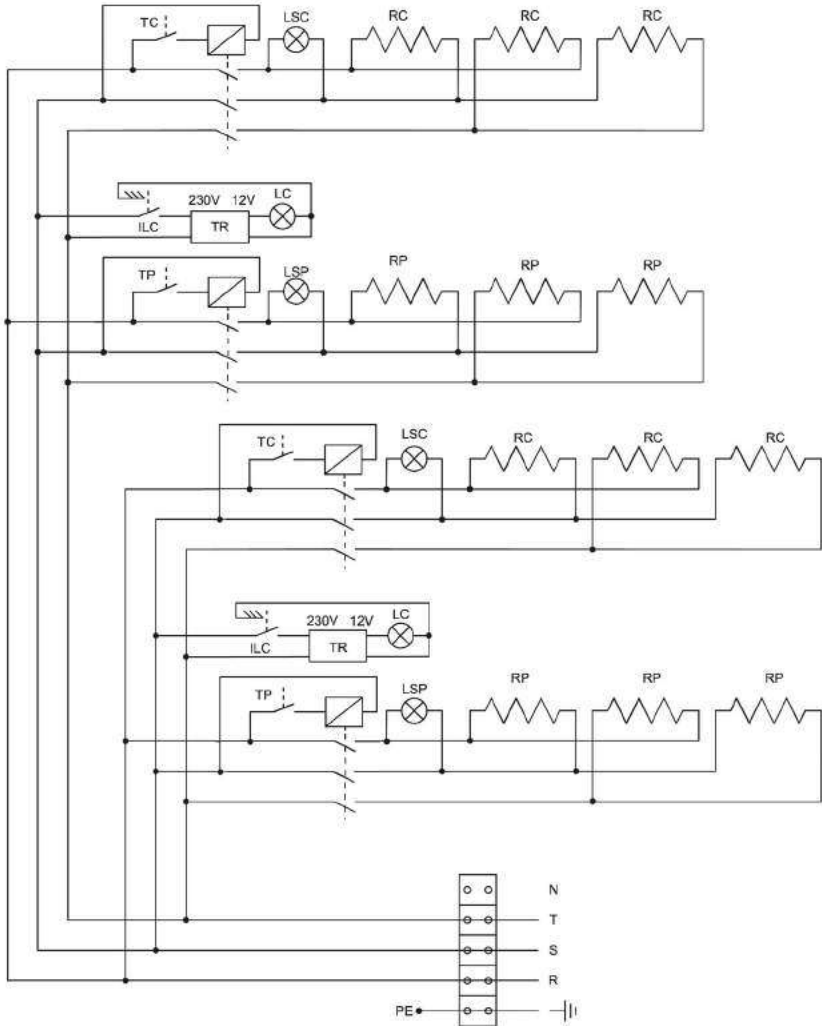 TC LSC RC RC RC
230V 12V LC
ILC TR
TP LSP RP RP RP
TC LSC RC RC RC
230V 12V LC
ILC TR
TP LSP RP RP RP
N
T
S
R
PE